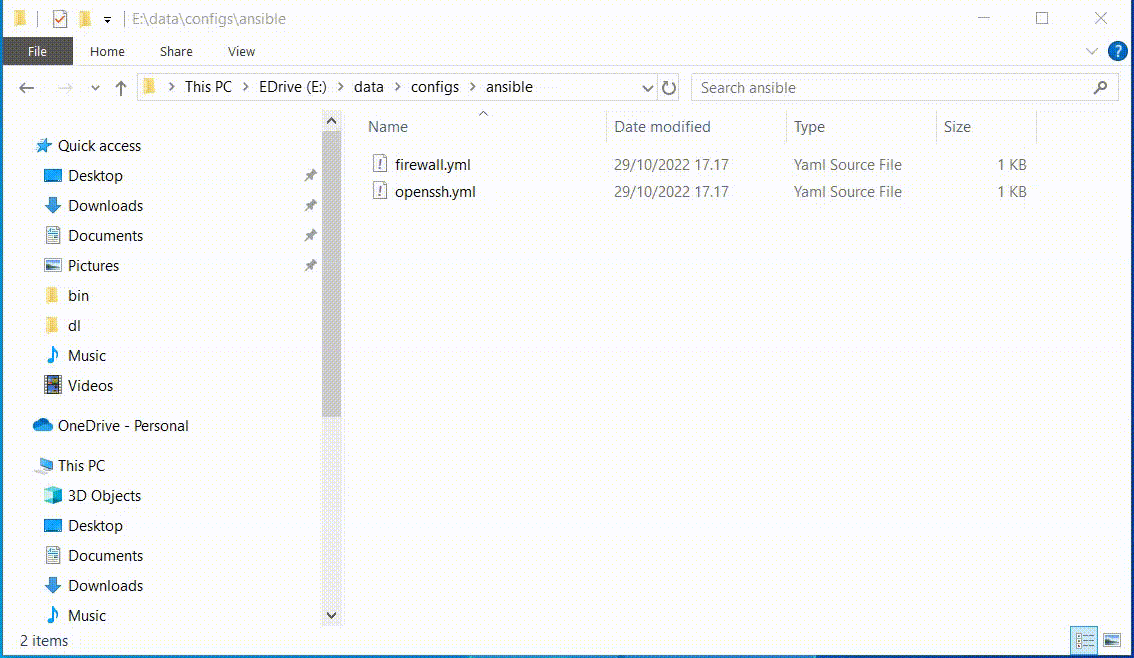 E:\data\configs\ansible
File Home Share View
This PC EDrive (E:) data configs ansible Search ansible
Name Date modified Type Size
firewall.yml 29/10/2022 17.17 Yaml Source File 1 KB
openssh.yml 29/10/2022 17.17 Yaml Source File 1 KB
Quick access
Desktop
Downloads
Documents
Pictures
bin
dl
Music
Videos
OneDrive - Personal
This PC
3D Objects
Desktop
Documents
Downloads
Music
2 items